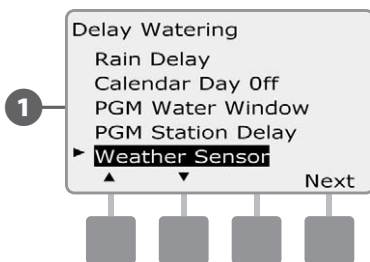 Delay Watering
Rain Delay
Calendar Day Off
PGM Water Window
1
PGM Station Delay
Weather Sensor
Next